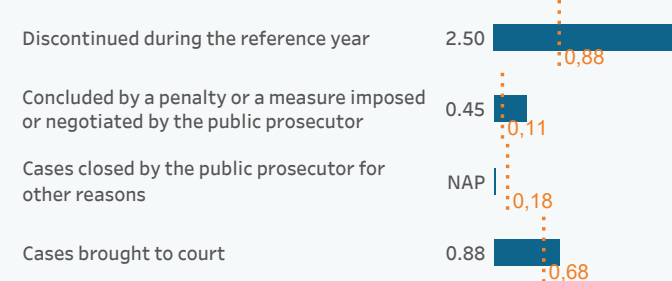 Discontinued during the reference year 2.50
0,88
Concluded by a penalty or a measure imposed
or negotiated by the public prosecutor 0.45
0,11
Cases closed by the public prosecutor for
other reasons NAP
0,18
Cases brought to court 0.88
0,68